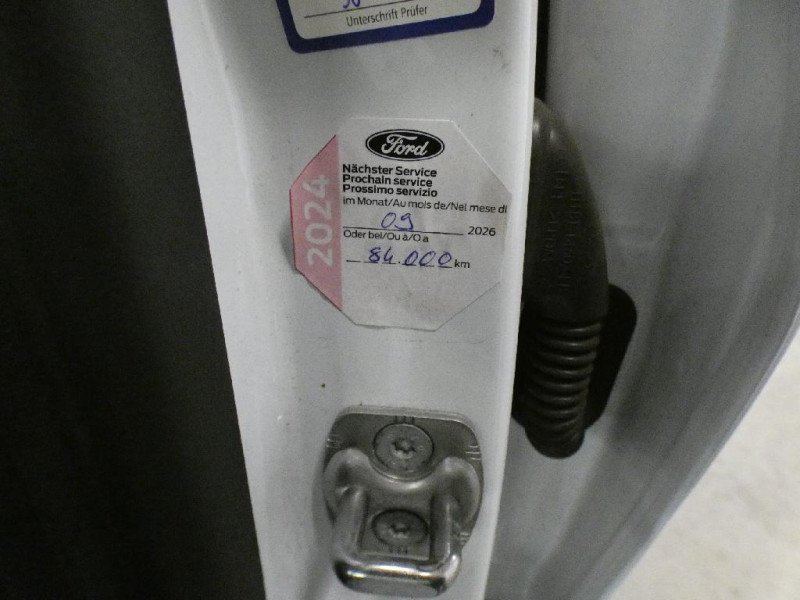 Unterschrift Prüfer
Ford
Nächster Service
Prochain service
Prossimo servizio
im Monat/Au mois de/Nel mese di
09 2026
Oder bei/Ou à/O a
84.000 km
2024